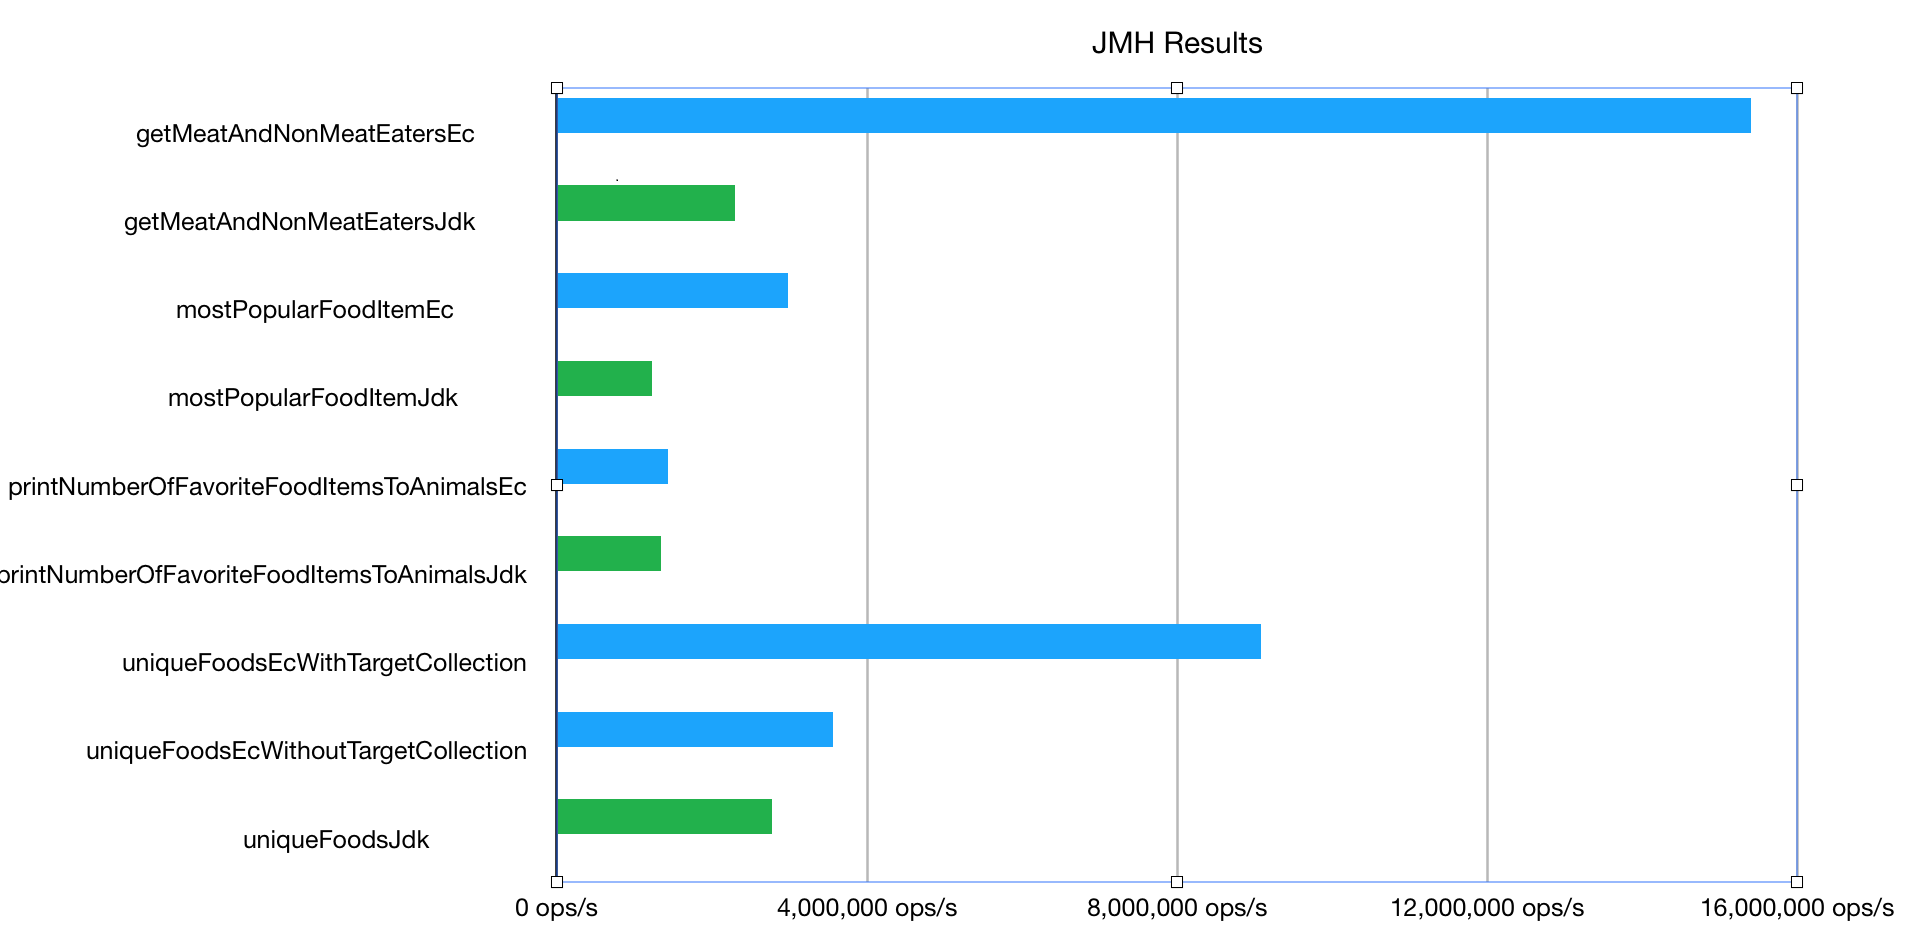 JMH Results
getMeatAndNonMeatEatersEc
getMeatAndNonMeatEatersJdk
mostPopularFoodItemEc
mostPopularFoodItemJdk
printNumberOfFavoriteFoodItemsToAnimalsEc
printNumberOfFavoriteFoodItemsToAnimalsJdk
uniqueFoodsEcWithTargetCollection
uniqueFoodsEcWithoutTargetCollection
uniqueFoodsJdk
0 ops/s 4,000,000 ops/s 8,000,000 ops/s 12,000,000 ops/s 16,000,000 ops/s